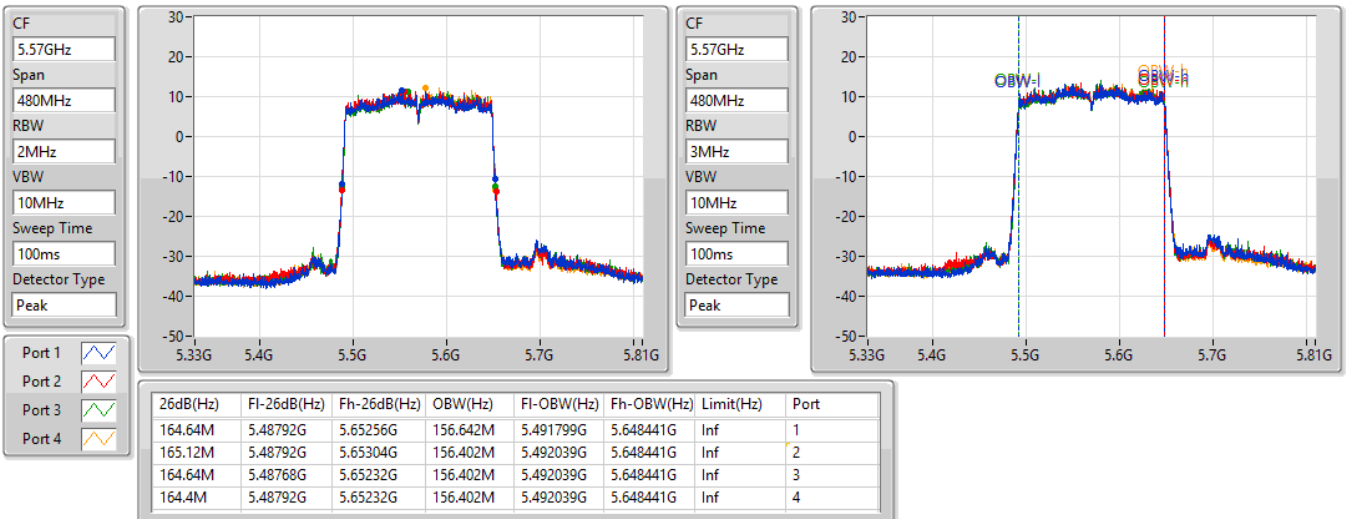 CF
5.57GHz
Span
480MHz
RBW
2MHz
VBW
10MHz
Sweep Time
100ms
Detector Type
Peak
30
20
10
0
-10
-20
-30
-40
-50
5.33G 5.4G 5.5G 5.6G 5.7G 5.81G
CF
5.57GHz
Span
480MHz
RBW
3MHz
VBW
10MHz
Sweep Time
100ms
Detector Type
Peak
30
20
10
0
-10
-20
-30
-40
-50
OBW-l OBW-h
OBW-h
5.33G 5.4G 5.5G 5.6G 5.7G 5.81G
Port 1
Port 2
Port 3
Port 4
26dB(Hz) Fl-26dB(Hz) Fh-26dB(Hz) OBW(Hz) Fl-OBW(Hz) Fh-OBW(Hz) Limit(Hz) Port
164.64M 5.48792G 5.65256G 156.642M 5.491799G 5.648441G Inf 1
165.12M 5.48792G 5.65304G 156.402M 5.492039G 5.648441G Inf 2
164.64M 5.48768G 5.65232G 156.402M 5.492039G 5.648441G Inf 3
164.4M 5.48792G 5.65232G 156.402M 5.492039G 5.648441G Inf 4